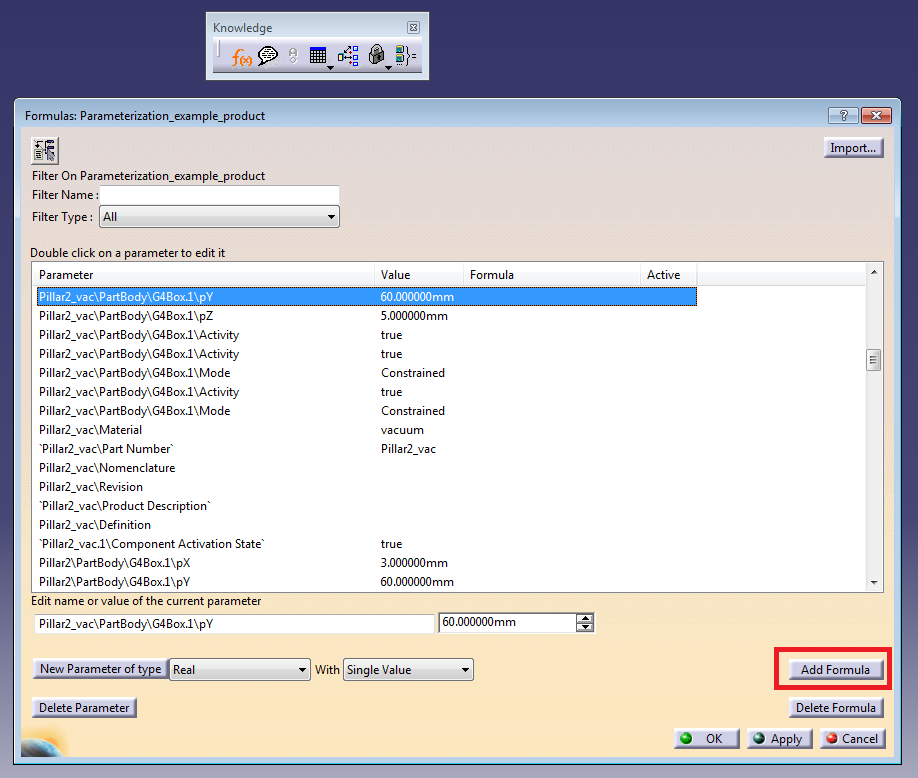 Knowledge
f(x)
Formulas: Parameterization_example_product
?
Import...
Filter On Parameterization_example_product
Filter Name :
Filter Type : All
Double click on a parameter to edit it
Parameter Value Formula Active
Pillar2_vac\PartBody\G4Box.1\pY 60.000000mm
Pillar2_vac\PartBody\G4Box.1\pZ 5.000000mm
Pillar2_vac\PartBody\G4Box.1\Activity true
Pillar2_vac\PartBody\G4Box.1\Activity true
Pillar2_vac\PartBody\G4Box.1\Mode Constrained
Pillar2_vac\PartBody\G4Box.1\Activity true
Pillar2_vac\PartBody\G4Box.1\Mode Constrained
Pillar2_vac\Material vacuum
`Pillar2_vac\Part Number` Pillar2_vac
Pillar2_vac\Nomenclature
Pillar2_vac\Revision
`Pillar2_vac\Product Description`
Pillar2_vac\Definition
`Pillar2_vac.1\Component Activation State` true
Pillar2\PartBody\G4Box.1\pX 3.000000mm
Pillar2\PartBody\G4Box.1\pY 60.000000mm
Edit name or value of the current parameter
Pillar2_vac\PartBody\G4Box.1\pY 60.000000mm
New Parameter of type Real With Single Value Add Formula
Delete Parameter Delete Formula
OK Apply Cancel